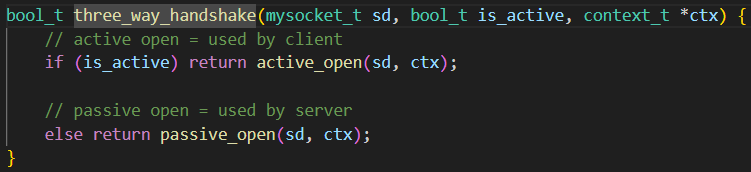 bool_t three_way_handshake(mysocket_t sd, bool_t is_active, context_t *ctx) {
    // active open = used by client
    if (is_active) return active_open(sd, ctx);

    // passive open = used by server
    else return passive_open(sd, ctx);
}